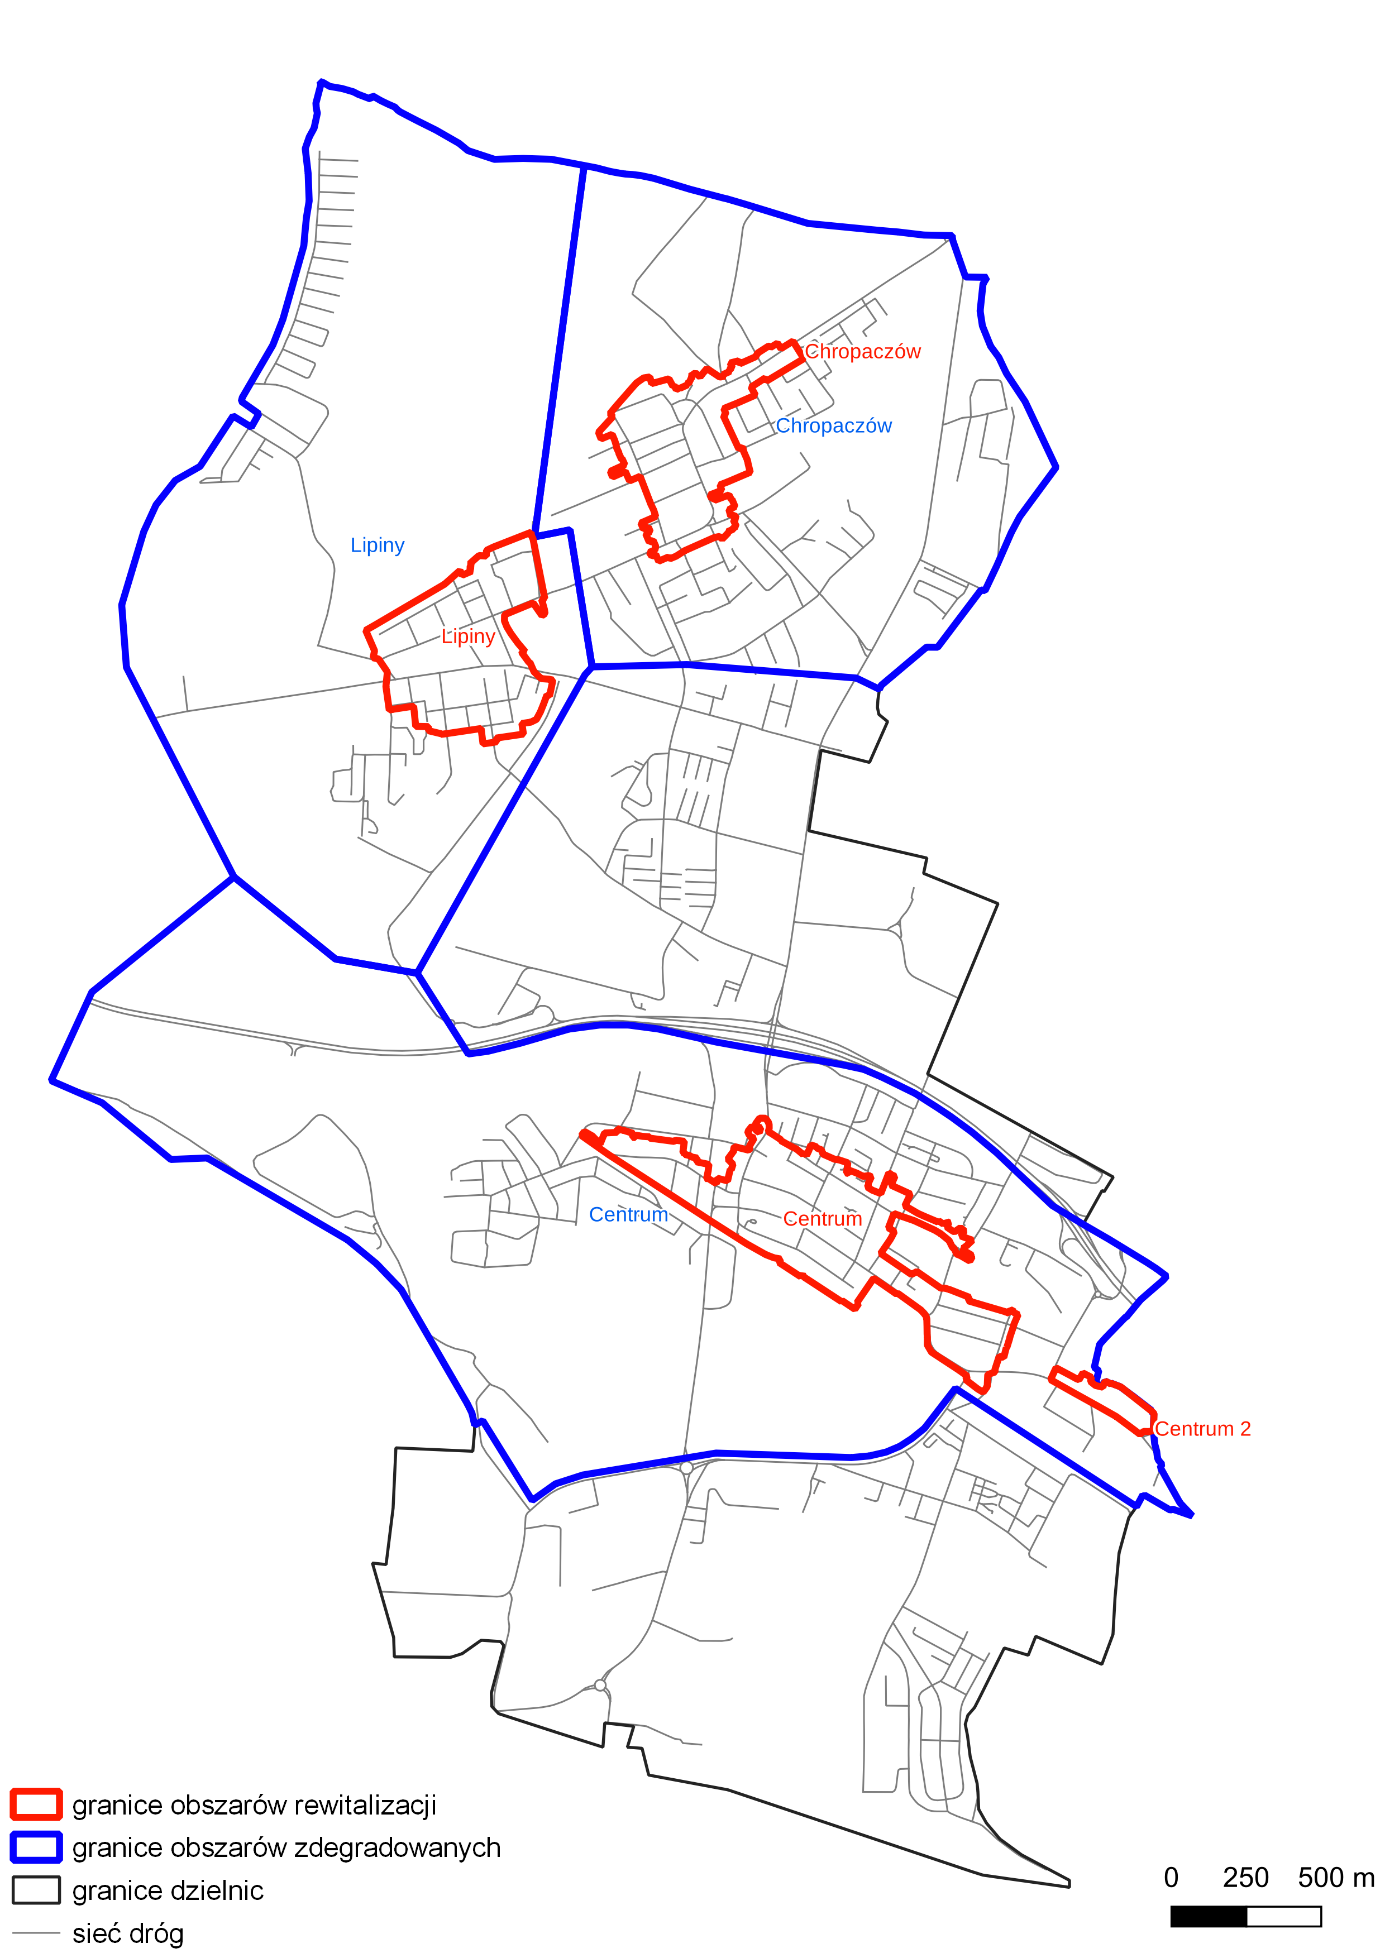 Chropaczów
Chropaczów
Lipiny
Lipiny
Centrum
Centrum
Centrum 2
granice obszarów rewitalizacji
granice obszarów zdegradowanych
granice dzielnic
sieć dróg
0 250 500 m